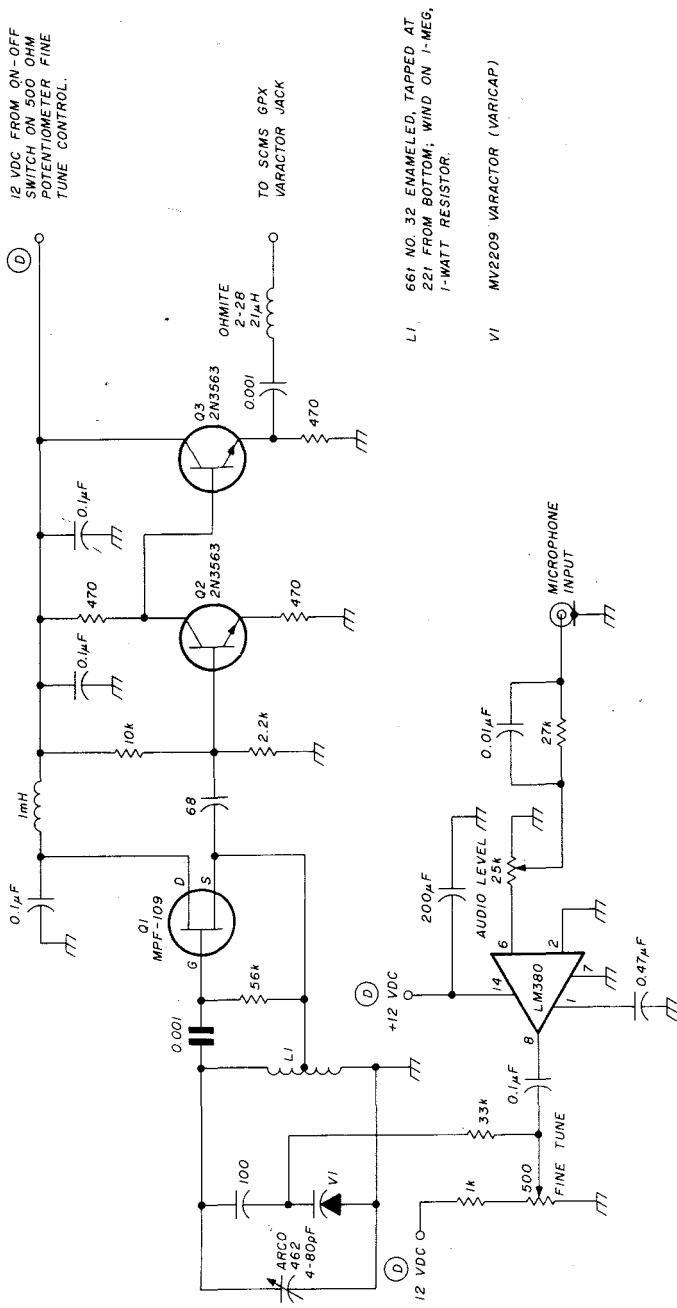 12 VDC FROM ON-OFF
SWITCH ON 500 OHM
POTENTIOMETER FINE
TUNE CONTROL.
D
TO SCMS GPX
VARACTOR JACK
OHMITE
2-28
21µH
0.001
470
Q3
2N3563
0.1µF
470
Q2
2N3563
470
0.1µF
10k
2.2k
1mH
68
0.1µF
D
S
G
Q1
MPF-109
56k
0.001
L1
100
V1
ARCO
462
4-80pF
L1 66t NO. 32 ENAMELED, TAPPED AT
22t FROM BOTTOM; WIND ON 1-MEG,
1-WATT RESISTOR.
V1 MV2209 VARACTOR (VARICAP)
MICROPHONE
INPUT
0.01µF
27k
200µF
AUDIO LEVEL
25k
D
+12 VDC
14
6
2
LM380
7
1
8
0.47µF
0.1µF
33k
FINE TUNE
500
1k
D
12 VDC